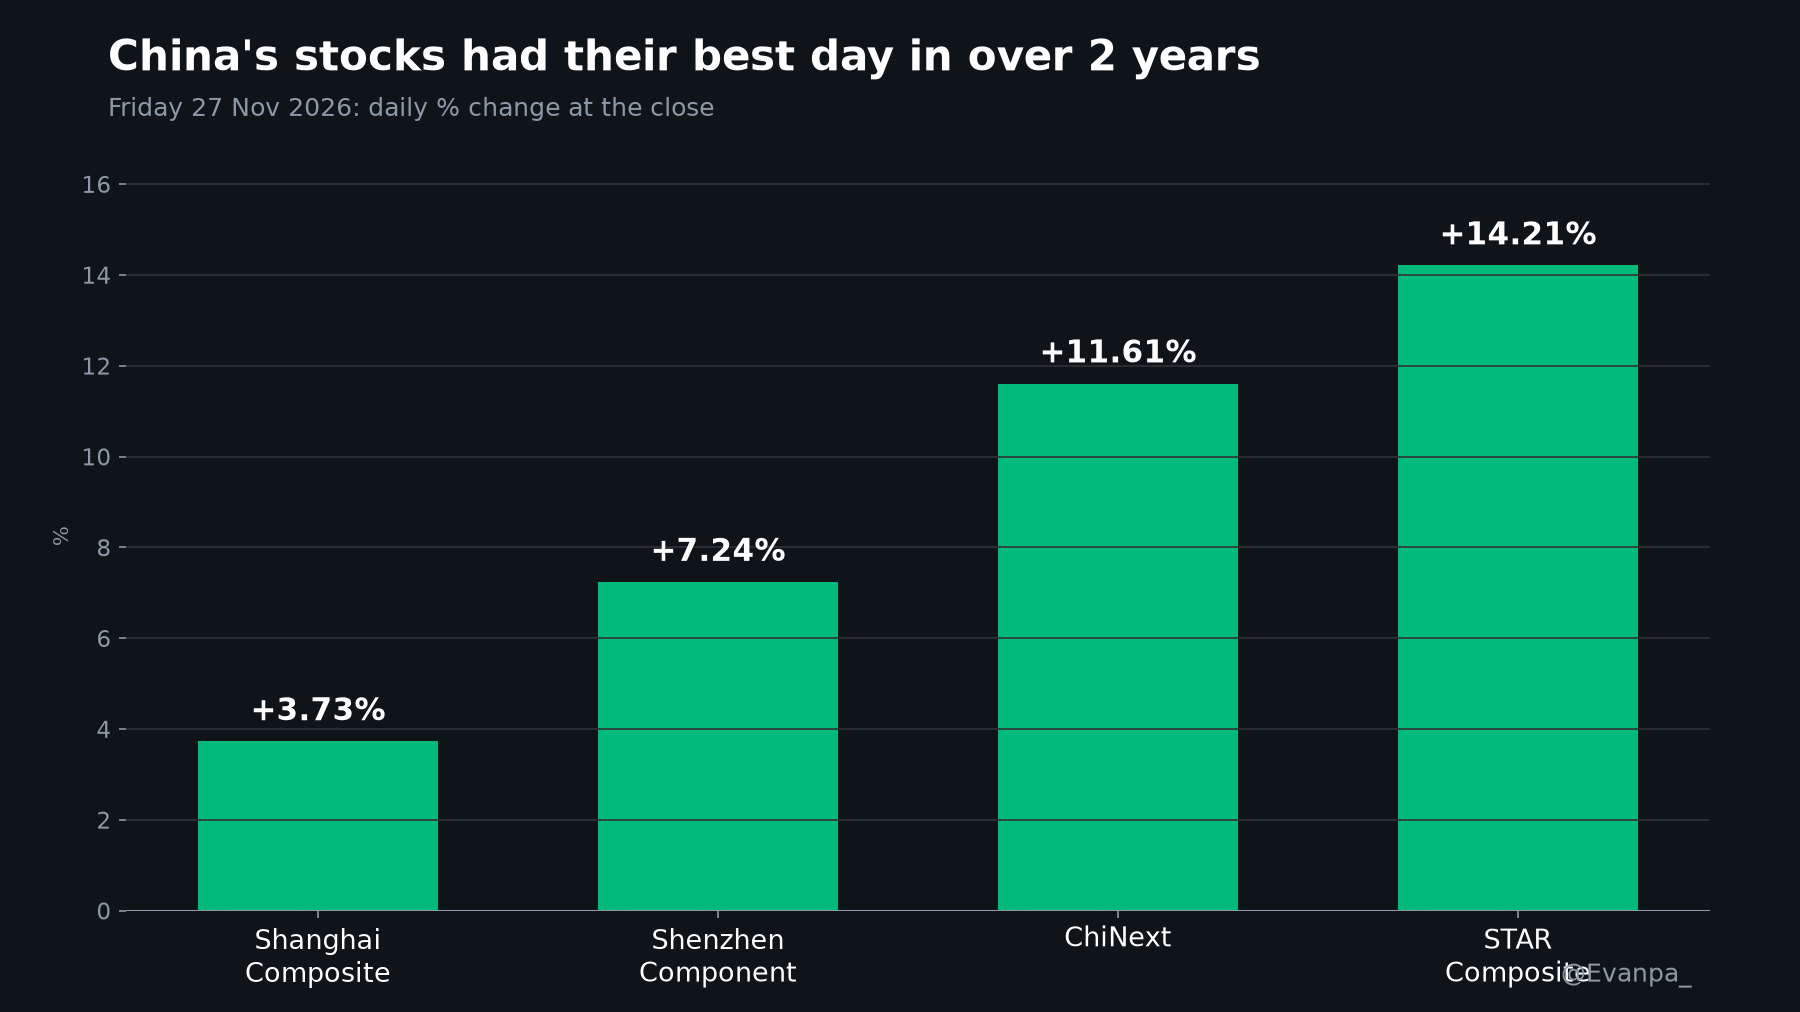 China's stocks had their best day in over 2 years
Friday 27 Nov 2026: daily % change at the close
16
14
12
10
8
6
4
2
0
%
+3.73%
+7.24%
+11.61%
+14.21%
Shanghai
Composite
Shenzhen
Component
ChiNext
STAR
Composite
@Evanpa_